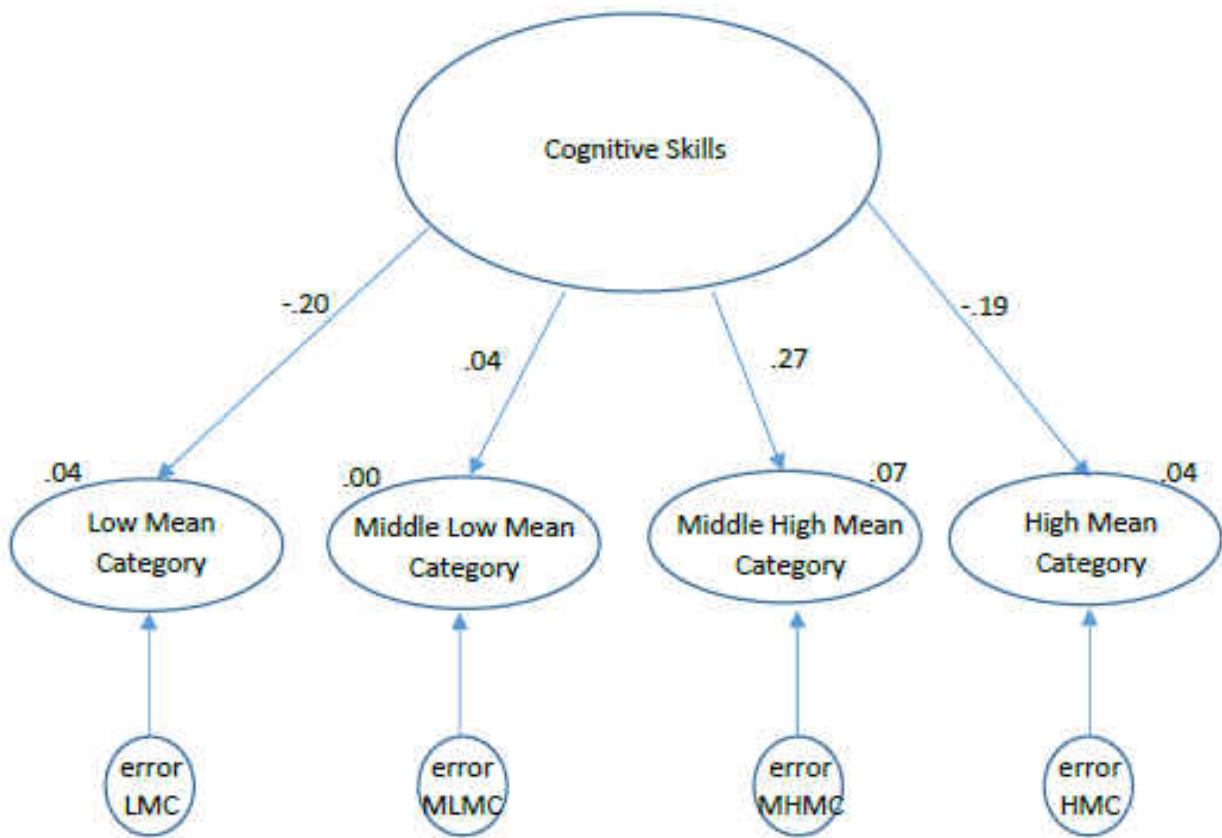 Cognitive Skills
-.20
-.19
.04
.27
.04
.00
.07
.04
Low Mean
Category
Middle Low Mean
Category
Middle High Mean
Category
High Mean
Category
error
LMC
error
MLMC
error
MHMC
error
HMC